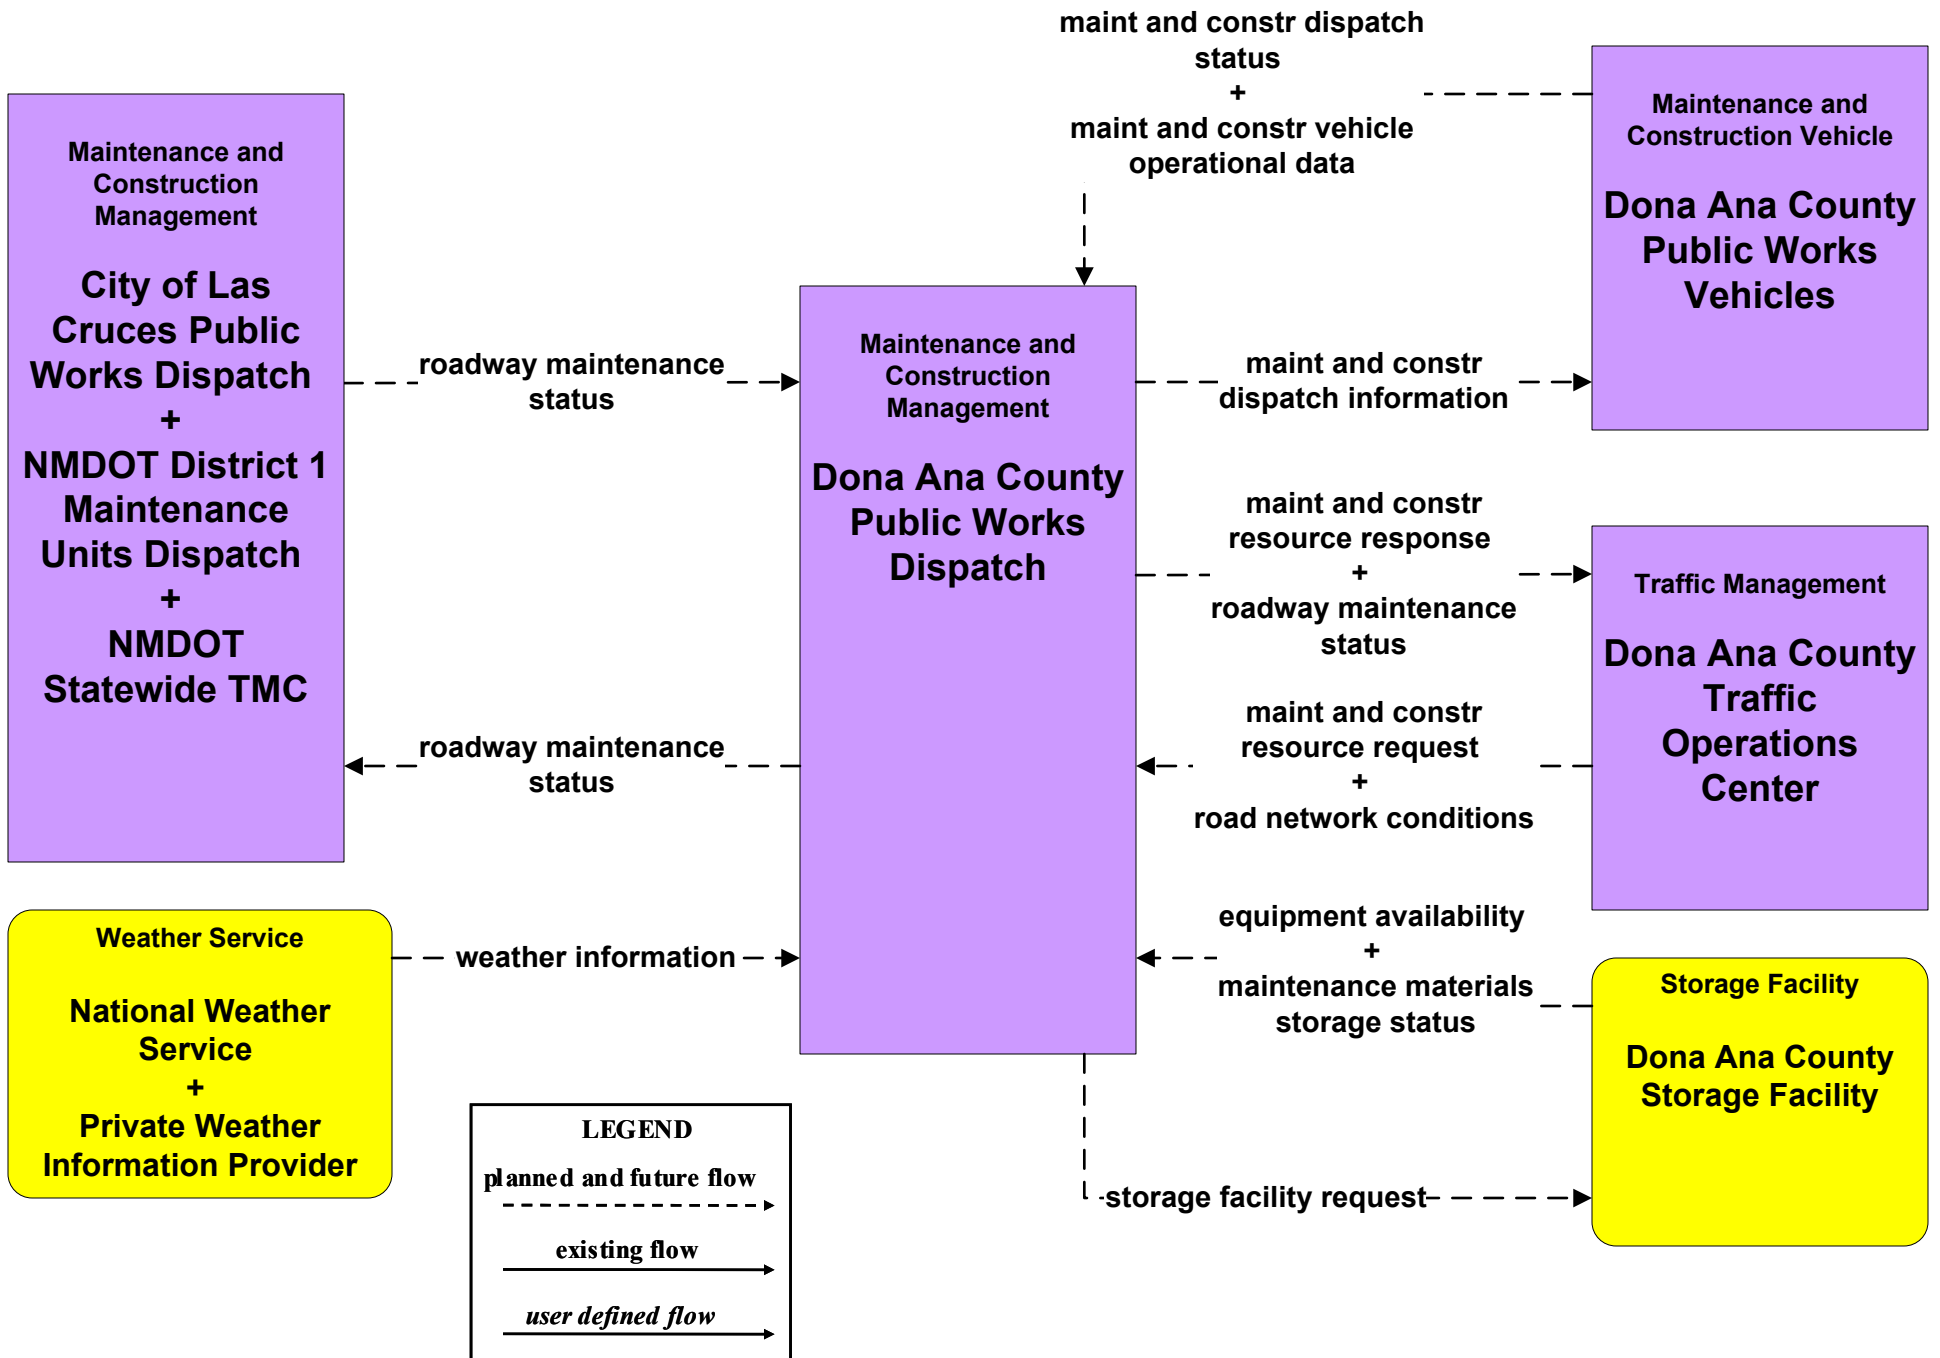 maint and constr dispatch
status
+
maint and constr vehicle
operational data
Maintenance and
Construction
Management
City of Las
Cruces Public
Works Dispatch
+
NMDOT District 1
Maintenance
Units Dispatch
+
NMDOT
Statewide TMC
roadway maintenance
status
roadway maintenance
status
Maintenance and
Construction
Management
Dona Ana County
Public Works
Dispatch
Maintenance and
Construction Vehicle
Dona Ana County
Public Works
Vehicles
maint and constr
dispatch information
maint and constr
resource response
+
roadway maintenance
status
maint and constr
resource request
+
road network conditions
Traffic Management
Dona Ana County
Traffic
Operations
Center
Weather Service
National Weather
Service
+
Private Weather
Information Provider
weather information
equipment availability
+
maintenance materials
storage status
Storage Facility
Dona Ana County
Storage Facility
storage facility request
LEGEND
planned and future flow
existing flow
user defined flow